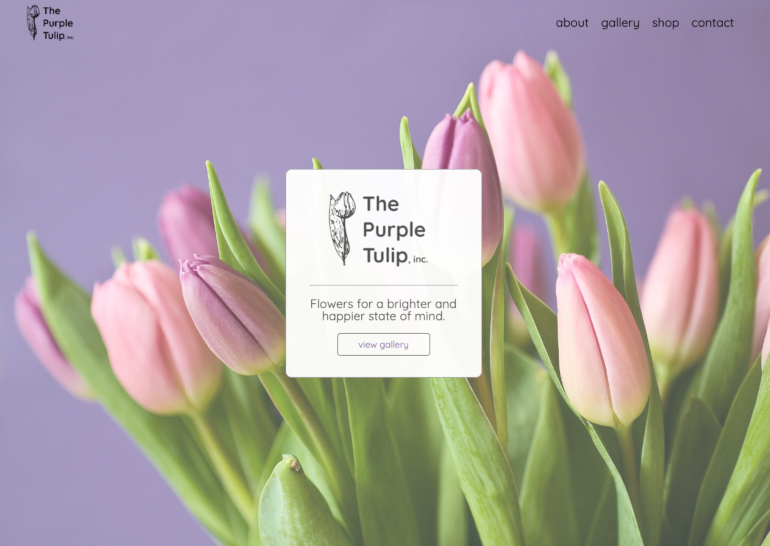 The
Purple
Tulip, inc.
about gallery shop contact
The
Purple
Tulip, inc.
Flowers for a brighter and
happier state of mind.
view gallery